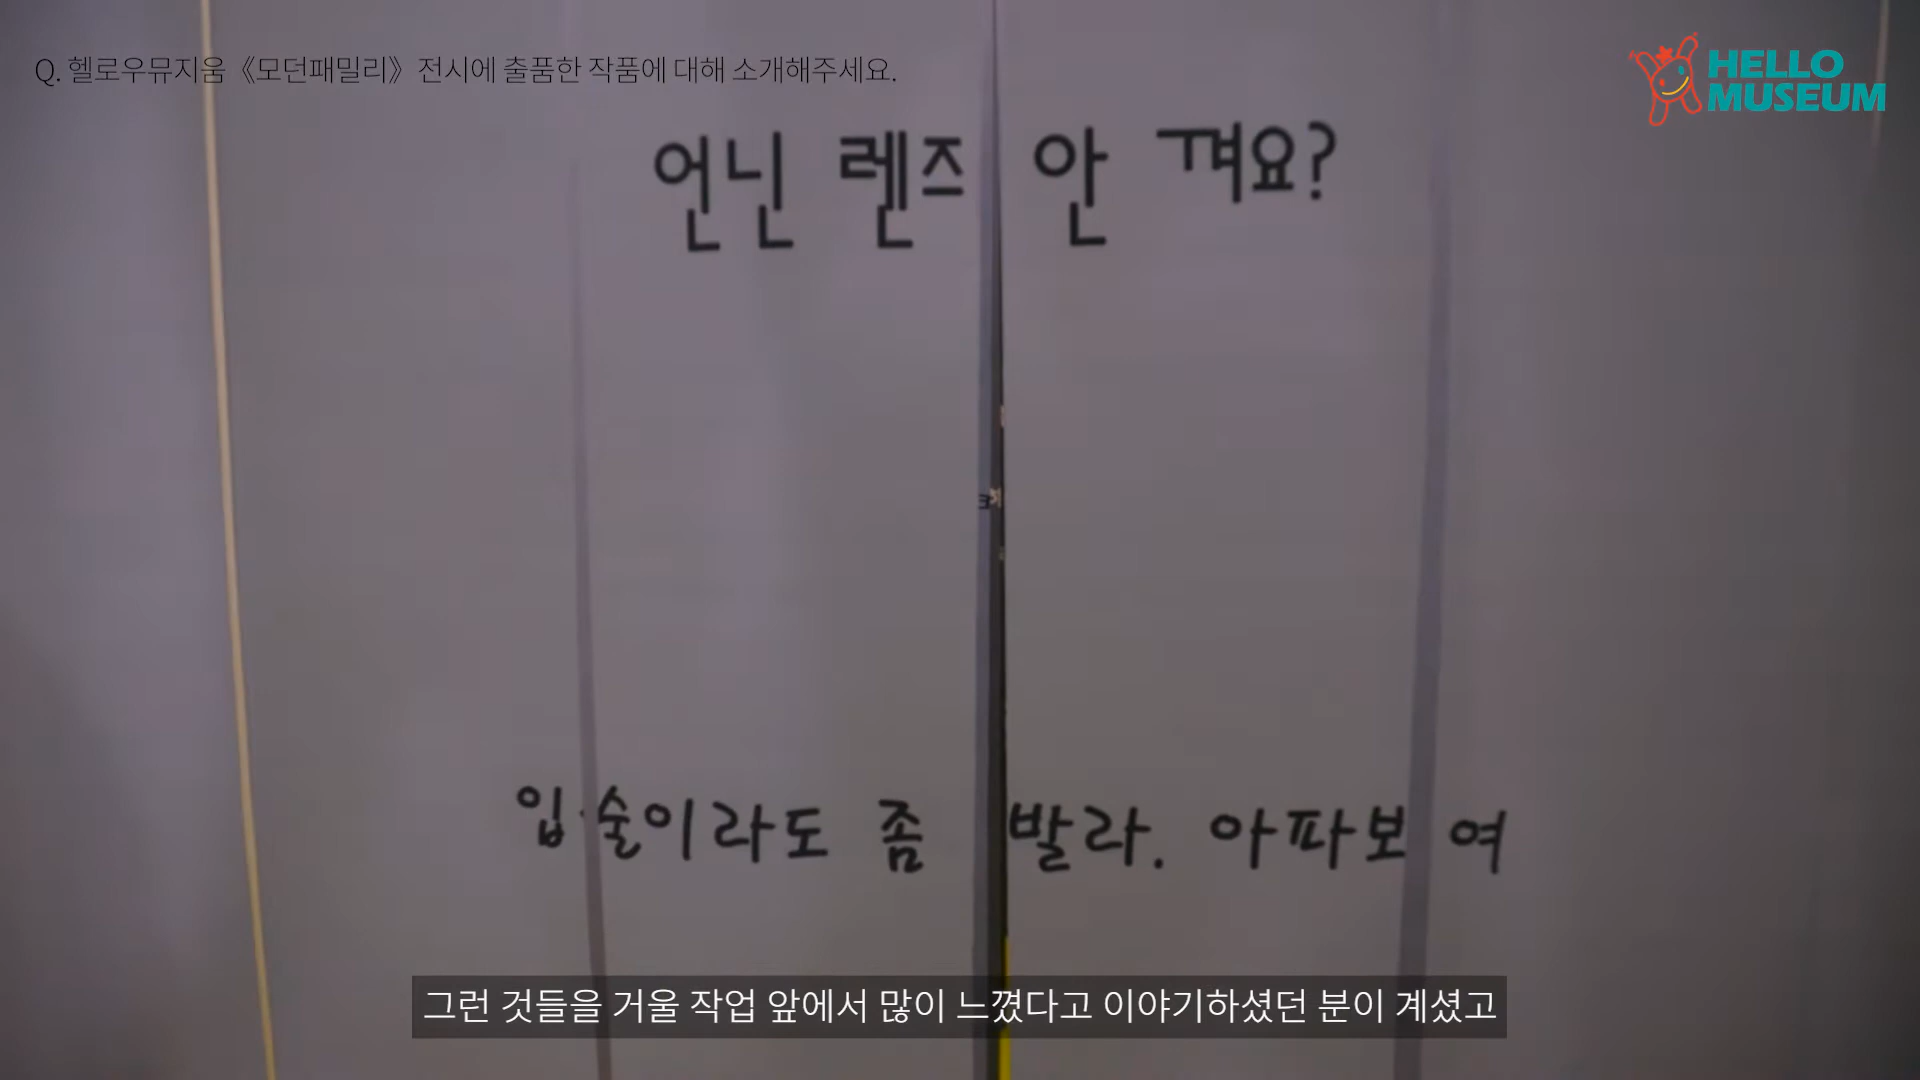 Q. 헬로우뮤지움《모던패밀리》전시에 출품한 작품에 대해 소개해주세요.
HELLO
MUSEUM
언닌 렌즈 안 껴요?
입술이라도 좀 발라. 아파보여
그런 것들을 거울 작업 앞에서 많이 느꼈다고 이야기하셨던 분이 계셨고